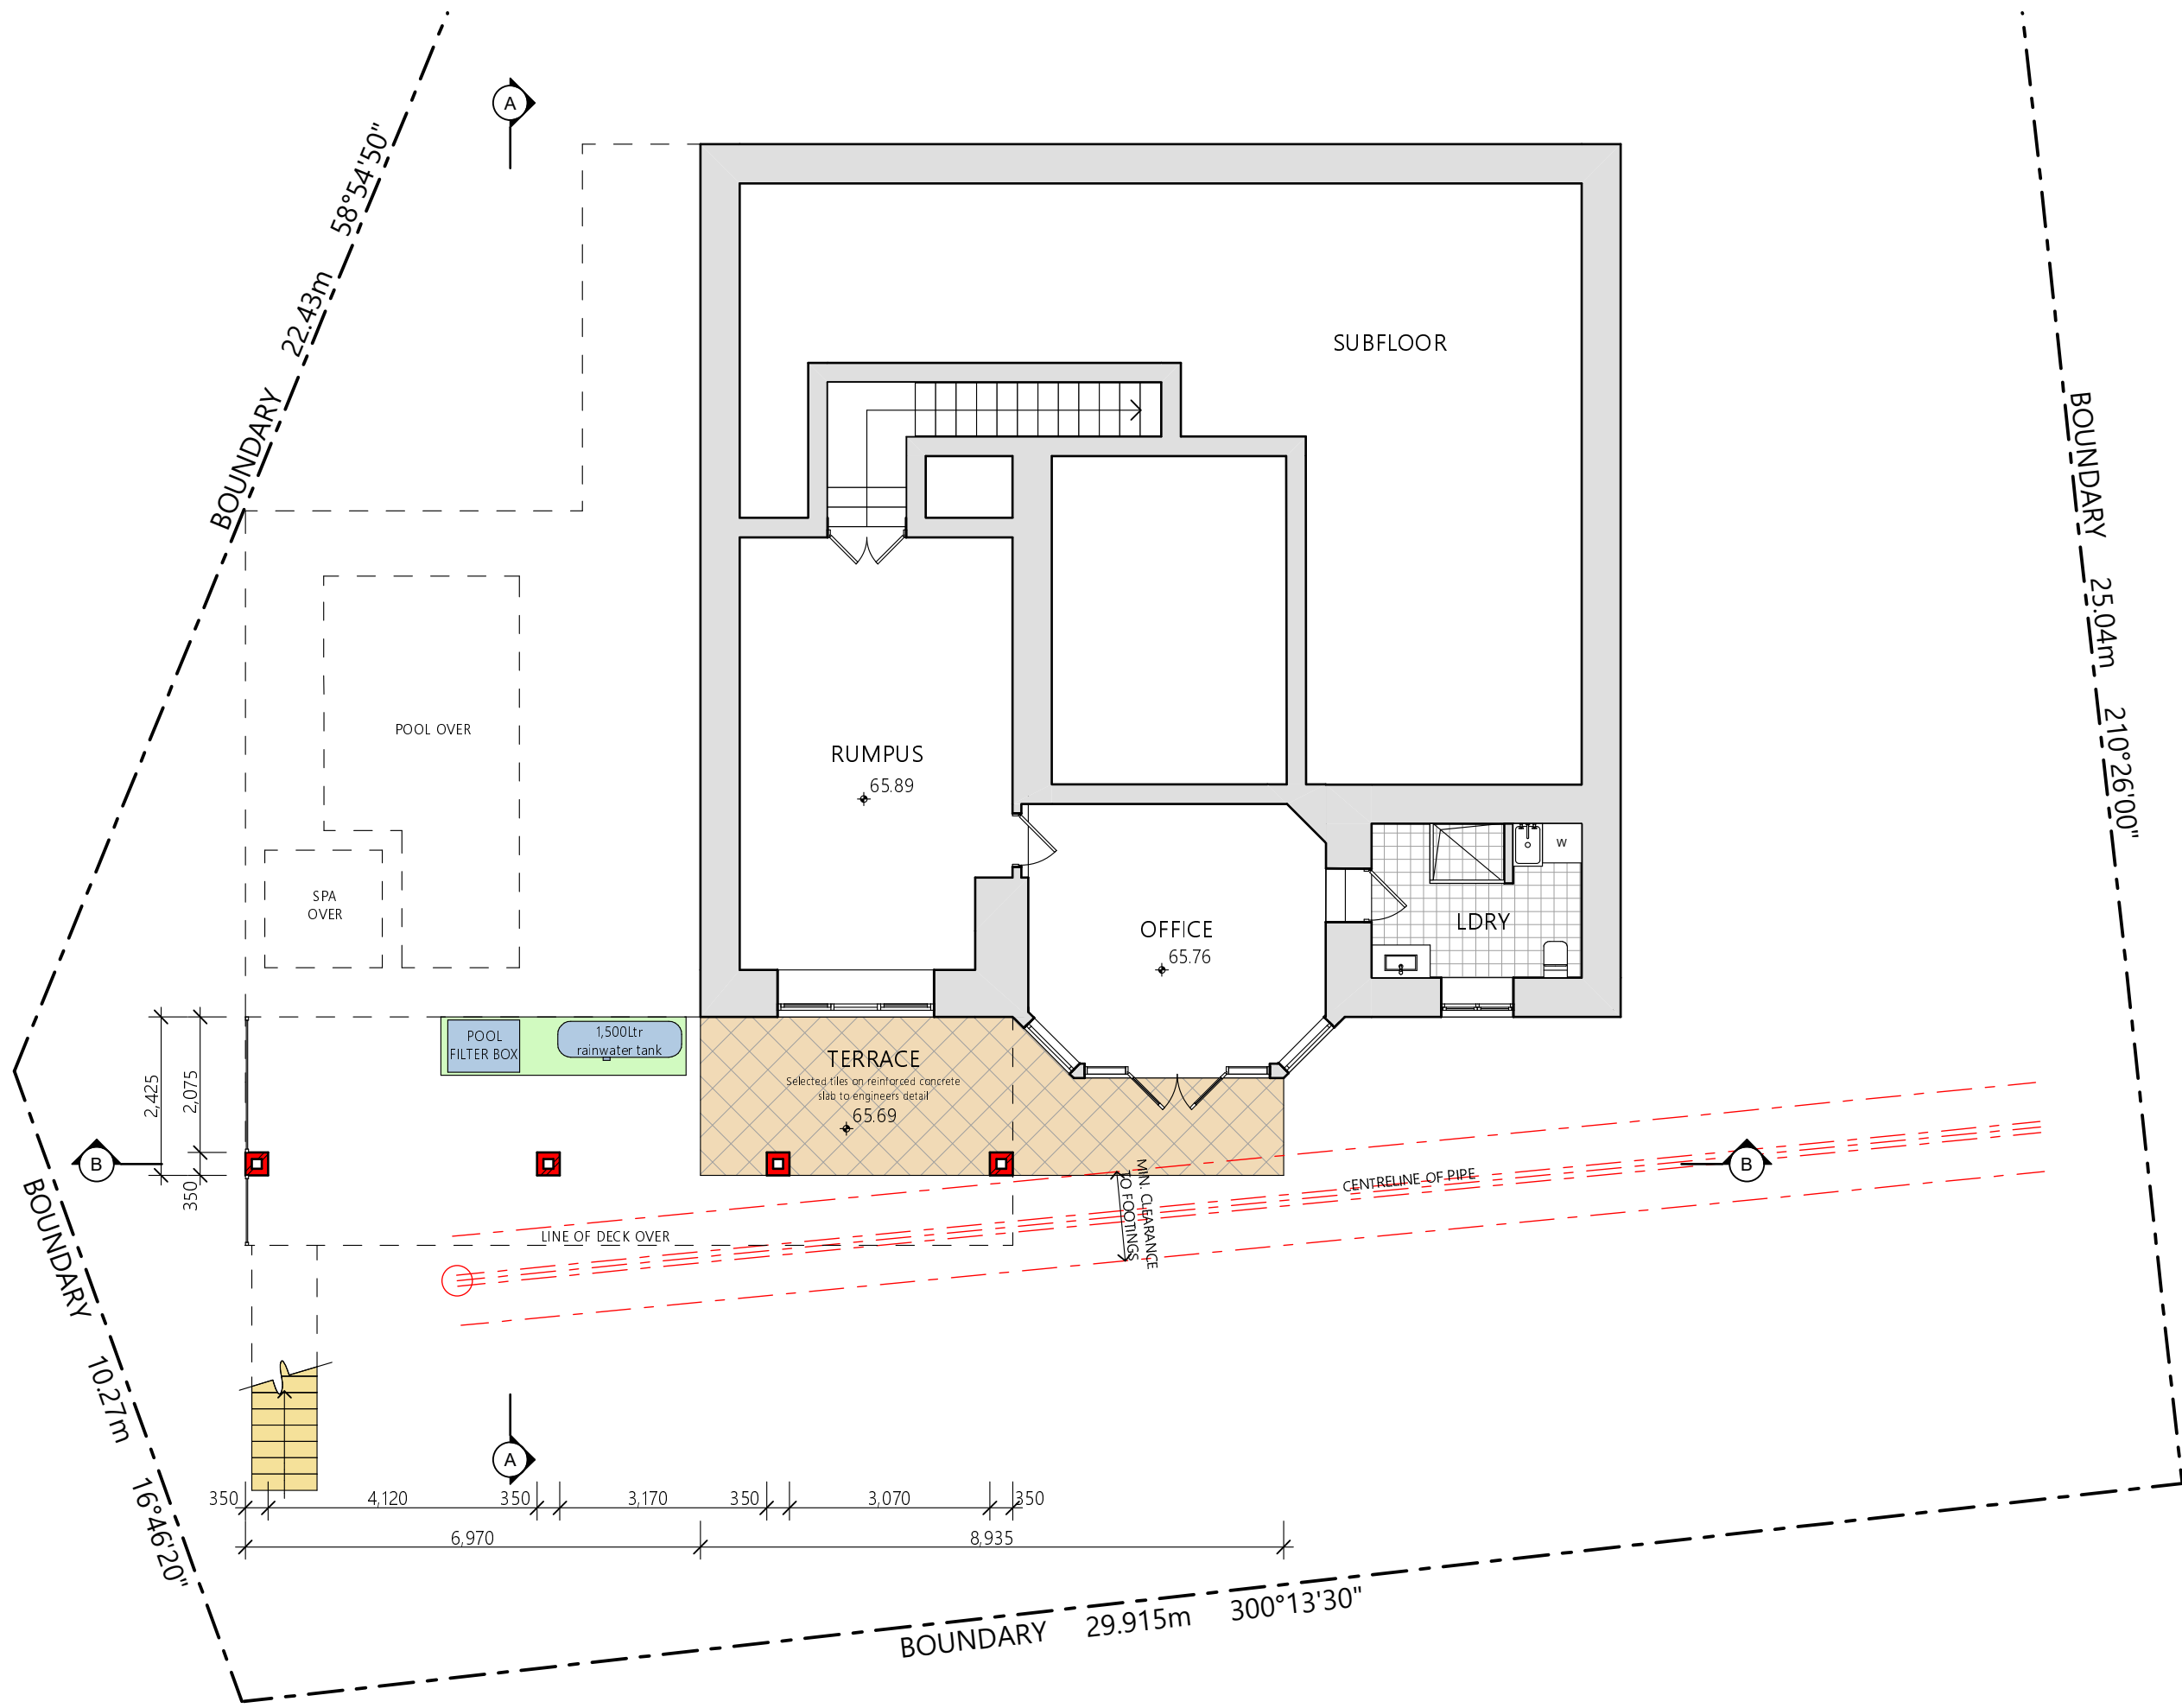 A
BOUNDARY 22.43m 58°54'50"
SUBFLOOR
BOUNDARY 25.04m 210°26'00"
POOL OVER
RUMPUS
65.89
W
SPA
OVER
OFFICE
65.76
LDRY
POOL
FILTER BOX
1,500Ltr
rainwater tank
TERRACE
Selected tiles on reinforced concrete
slab to engineers detail
65.69
2,425
2,075
350
B
B
CENTRELINE OF PIPE
MIN. CLEARANCE
TO FOOTINGS
LINE OF DECK OVER
BOUNDARY 10.27m 16°46'20"
A
350
4,120
350
3,170
350
3,070
350
6,970
8,935
BOUNDARY 29.915m 300°13'30"